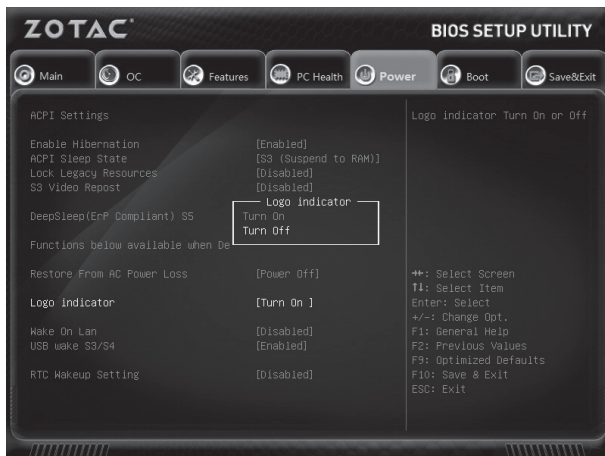 ZOTAC
BIOS SETUP UTILITY
Main OC Features PC Health Power Boot Save&Exit
ACPI Settings
Enable Hibernation [Enabled]
ACPI Sleep State [S3 (Suspend to RAM)]
Lock Legacy Resources [Disabled]
S3 Video Repost [Disabled]
DeepSleep(ErP Compliant) S5
Functions below available when De
Logo indicator
Turn On
Turn Off
Restore From AC Power Loss [Power Off]
Logo indicator [Turn On ]
Wake On Lan [Disabled]
USB wake S3/S4 [Enabled]
RTC Wakeup Setting [Disabled]
Logo indicator Turn On or Off
→←: Select Screen
↑↓: Select Item
Enter: Select
+/-: Change Opt.
F1: General Help
F2: Previous Values
F9: Optimized Defaults
F10: Save & Exit
ESC: Exit